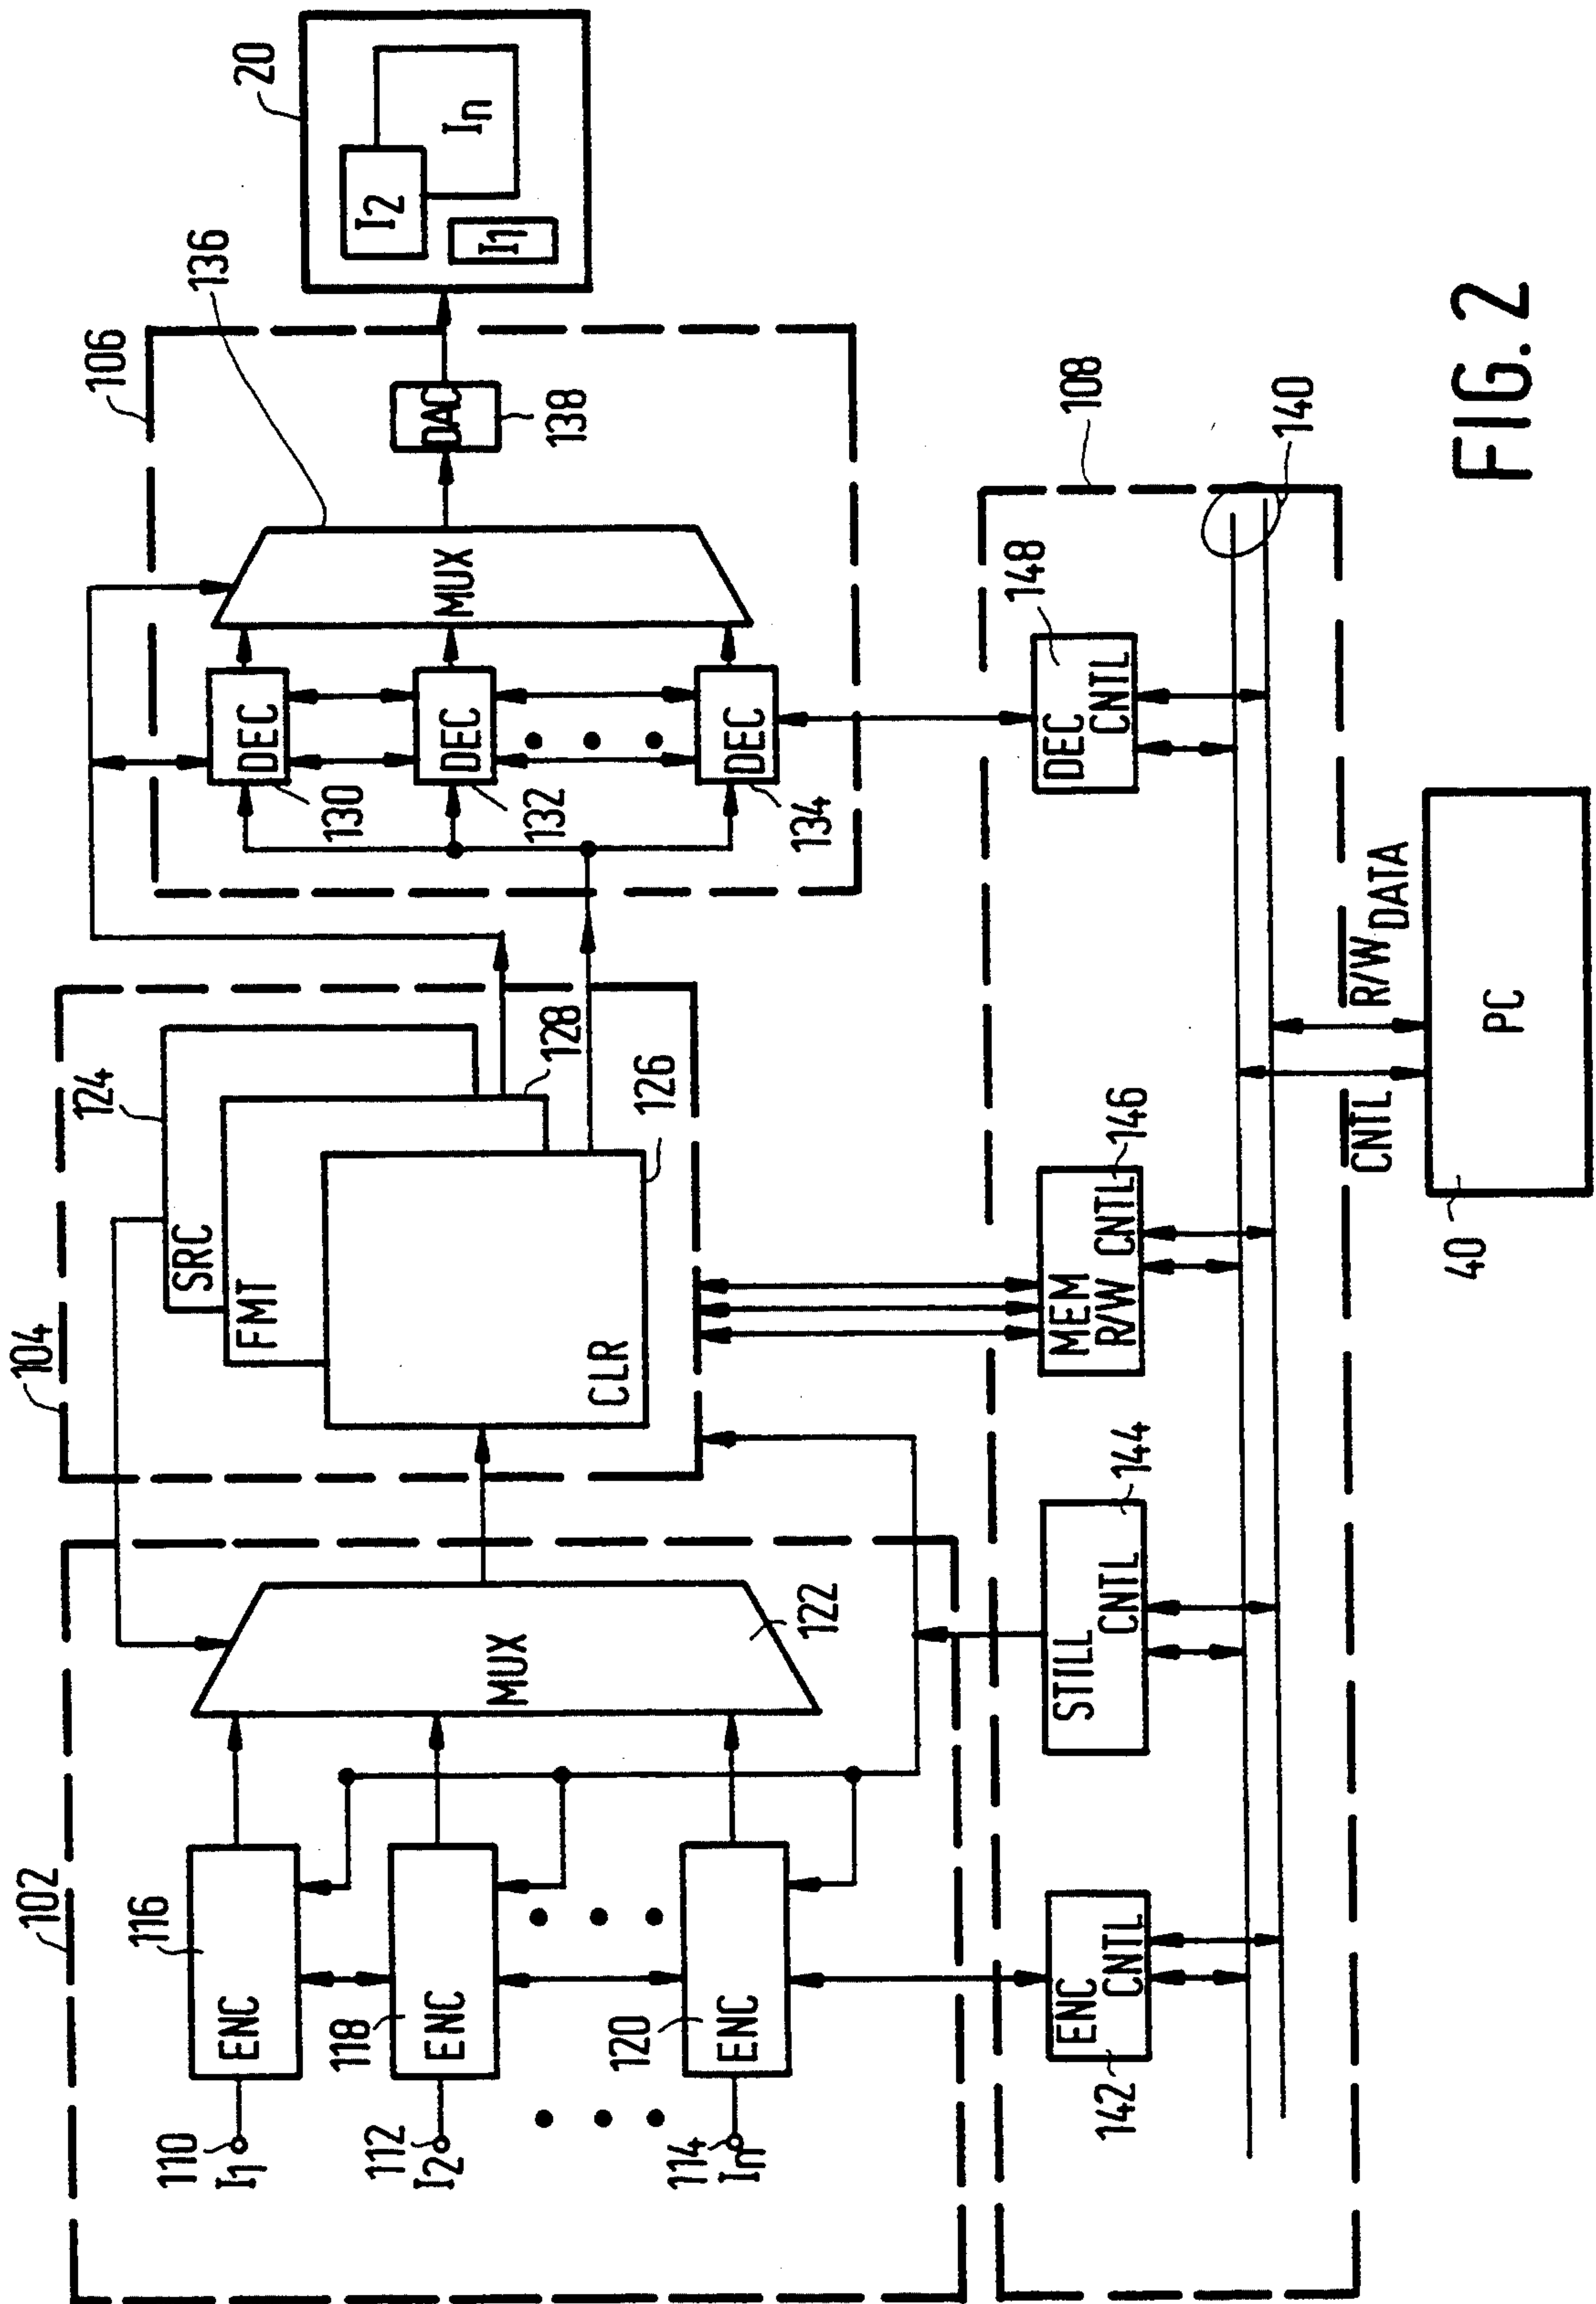 102
110
I1
116
ENC
112
I2
118
ENC
114
In
120
ENC
MUX
122
104
124
SRC
FMT
128
CLR
126
106
136
DEC
130
DEC
132
DEC
134
MUX
DAC
138
20
I2
In
I1
108
142
ENC
CNTL
144
STILL
CNTL
146
MEM
R/W CNTL
148
DEC
CNTL
140
CNTL
R/W DATA
40
PC
FIG. 2